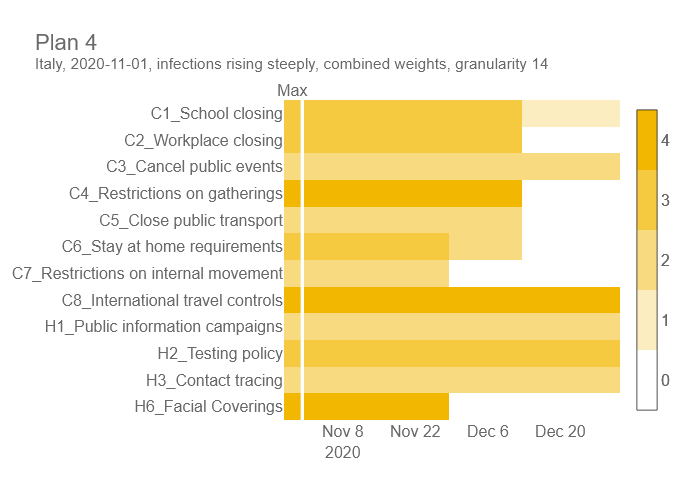 Plan 4
Italy, 2020-11-01, infections rising steeply, combined weights, granularity 14
Max
C1_School closing
C2_Workplace closing
C3_Cancel public events
C4_Restrictions on gatherings
C5_Close public transport
C6_Stay at home requirements
C7_Restrictions on internal movement
C8_International travel controls
H1_Public information campaigns
H2_Testing policy
H3_Contact tracing
H6_Facial Coverings
4
3
2
1
0
Nov 8 Nov 22 Dec 6 Dec 20
2020